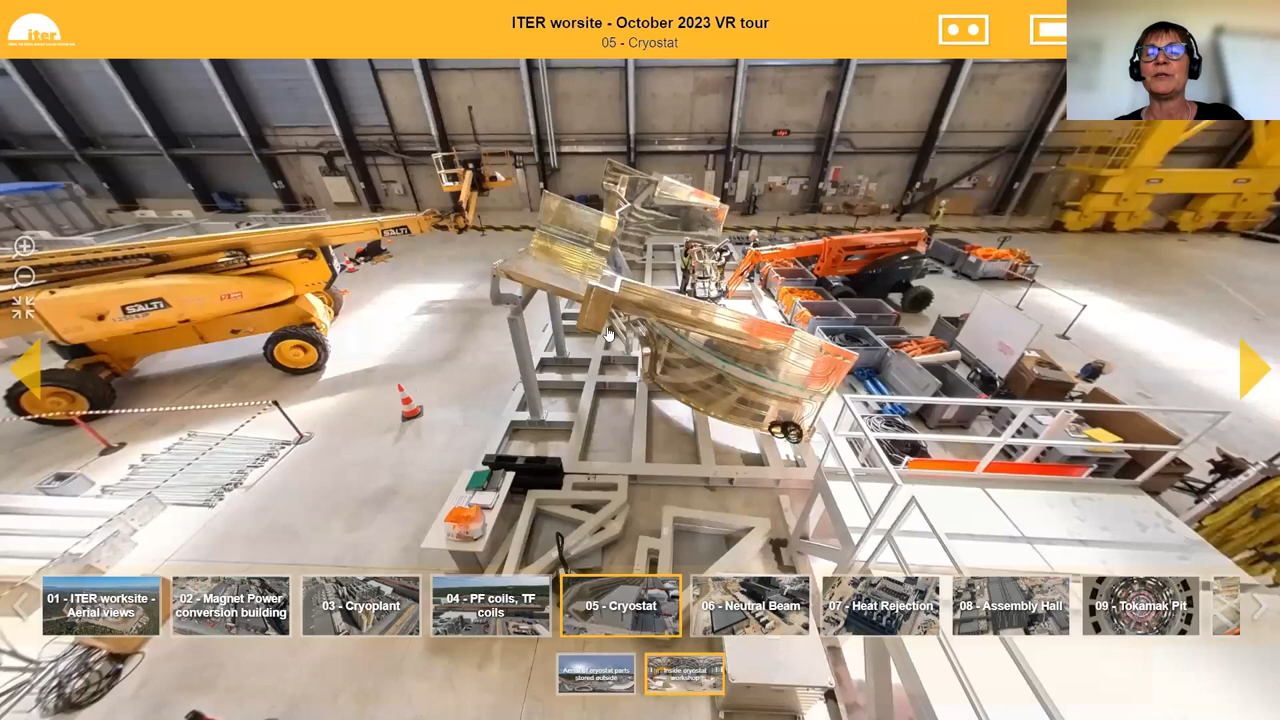 iter
ITER worsite - October 2023 VR tour
05 - Cryostat
SALTI
SALTI
01 - ITER worksite -
Aerial views
02 - Magnet Power
conversion building
03 - Cryoplant
04 - PF coils, TF
coils
05 - Cryostat
06 - Neutral Beam
07 - Heat Rejection
08 - Assembly Hall
09 - Tokamak Pit
Aerial of cryostat parts
stored outside
Inside cryostat
workshop